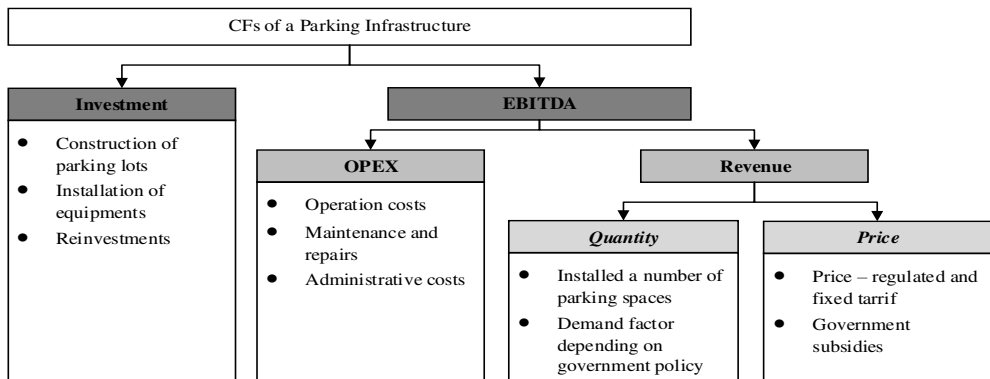 CFs of a Parking Infrastructure
Investment
Construction of
parking lots
Installation of
equipments
Reinvestments
EBITDA
OPEX
Operation costs
Maintenance and
repairs
Administrative costs
Revenue
Quantity
Installed a number of
parking spaces
Demand factor
depending on
government policy
Price
Price – regulated and
fixed tarrif
Government
subsidies